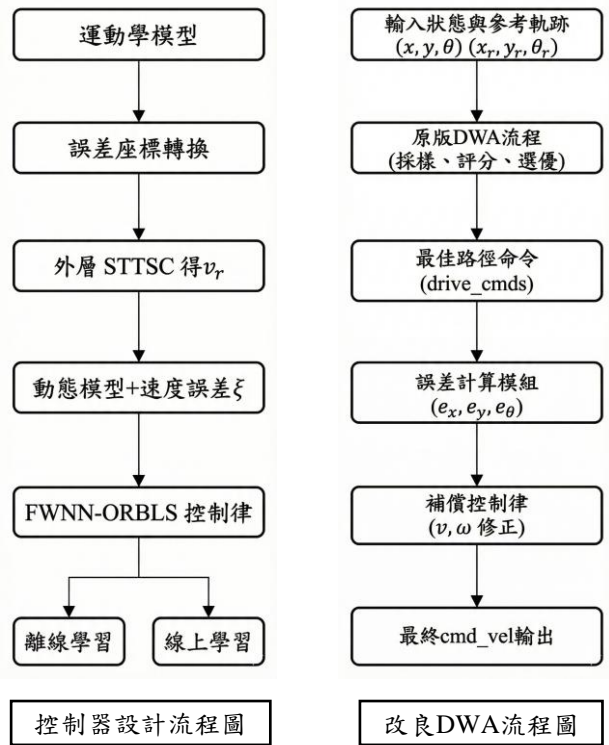 運動學模型
誤差座標轉換
外層 STTSC 得𝑣ᵣ
動態模型+速度誤差ξ
FWNN-ORBLS 控制律
離線學習
線上學習
控制器設計流程圖
輸入狀態與參考軌跡
(x, y, θ) (xᵣ, yᵣ, θᵣ)
原版DWA流程
(採樣、評分、選優)
最佳路徑命令
(drive_cmds)
誤差計算模組
(e_x, e_y, e_θ)
補償控制律
(v, ω 修正)
最終cmd_vel輸出
改良DWA流程圖